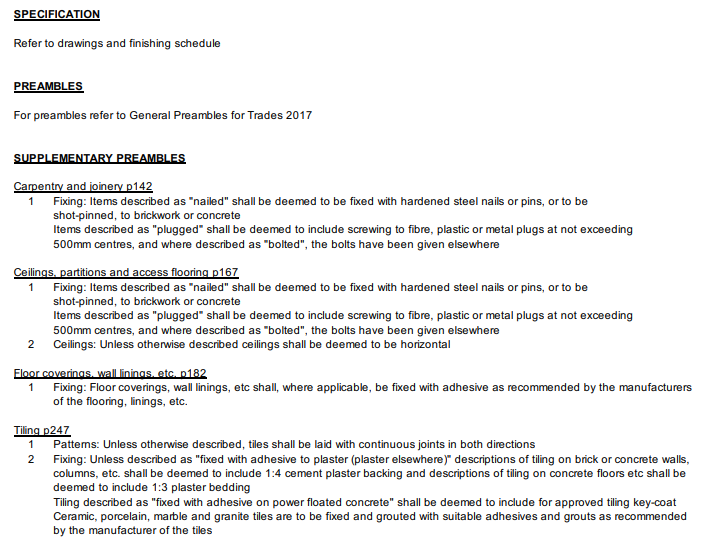 SPECIFICATION
Refer to drawings and finishing schedule
PREAMBLES
For preambles refer to General Preambles for Trades 2017
SUPPLEMENTARY PREAMBLES
Carpentry and joinery p142
1 Fixing: Items described as "nailed" shall be deemed to be fixed with hardened steel nails or pins, or to be
shot-pinned, to brickwork or concrete
Items described as "plugged" shall be deemed to include screwing to fibre, plastic or metal plugs at not exceeding
500mm centres, and where described as "bolted", the bolts have been given elsewhere
Ceilings, partitions and access flooring p167
1 Fixing: Items described as "nailed" shall be deemed to be fixed with hardened steel nails or pins, or to be
shot-pinned, to brickwork or concrete
Items described as "plugged" shall be deemed to include screwing to fibre, plastic or metal plugs at not exceeding
500mm centres, and where described as "bolted", the bolts have been given elsewhere
2 Ceilings: Unless otherwise described ceilings shall be deemed to be horizontal
Floor coverings, wall linings, etc. p182
1 Fixing: Floor coverings, wall linings, etc shall, where applicable, be fixed with adhesive as recommended by the manufacturers
of the flooring, linings, etc.
Tiling p247
1 Patterns: Unless otherwise described, tiles shall be laid with continuous joints in both directions
2 Fixing: Unless described as "fixed with adhesive to plaster (plaster elsewhere)" descriptions of tiling on brick or concrete walls,
columns, etc. shall be deemed to include 1:4 cement plaster backing and descriptions of tiling on concrete floors etc shall be
deemed to include 1:3 plaster bedding
Tiling described as "fixed with adhesive on power floated concrete" shall be deemed to include for approved tiling key-coat
Ceramic, porcelain, marble and granite tiles are to be fixed and grouted with suitable adhesives and grouts as recommended
by the manufacturer of the tiles